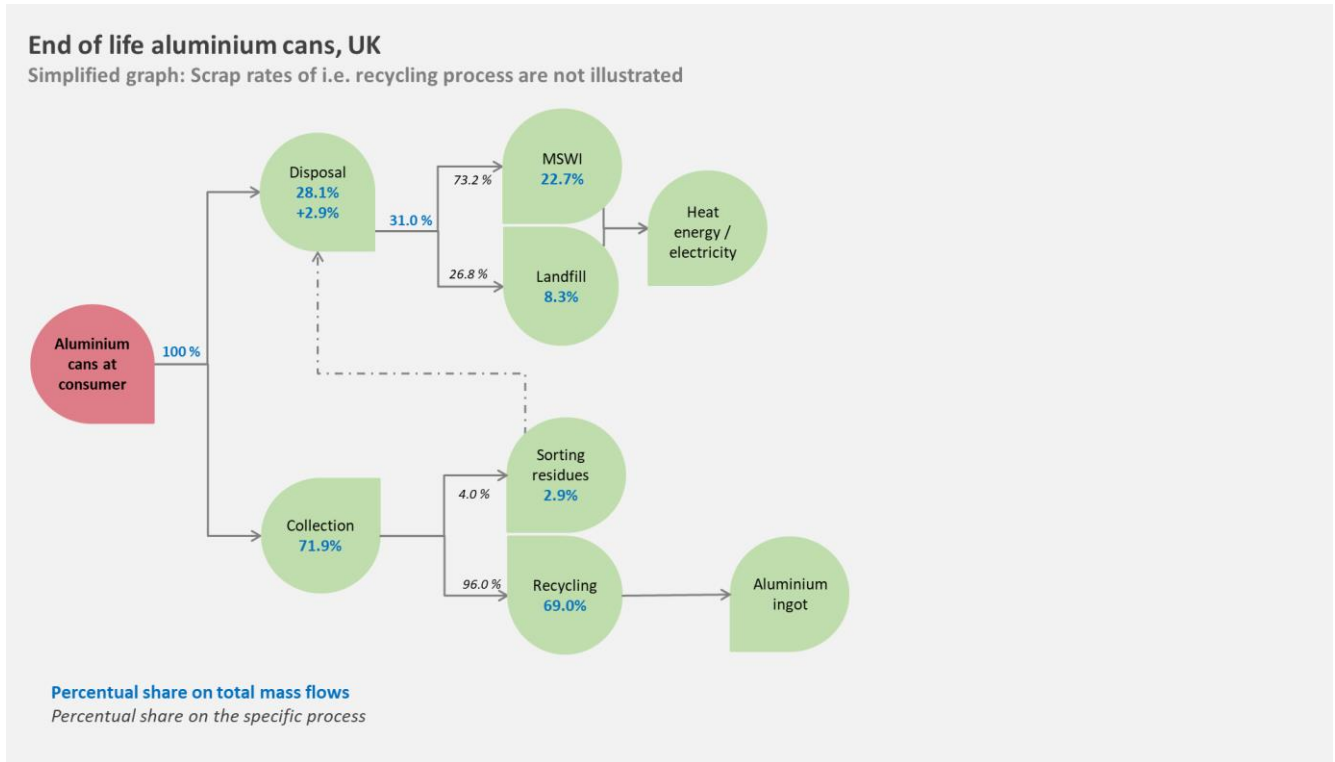 End of life aluminium cans, UK
Simplified graph: Scrap rates of i.e. recycling process are not illustrated
Disposal
28.1%
+2.9%
31.0 %
73.2 %
MSWI
22.7%
26.8 %
Landfill
8.3%
Heat
energy /
electricity
Aluminium
cans at
consumer
100 %
Collection
71.9%
4.0 %
Sorting
residues
2.9%
96.0 %
Recycling
69.0%
Aluminium
ingot
Percentual share on total mass flows
Percentual share on the specific process